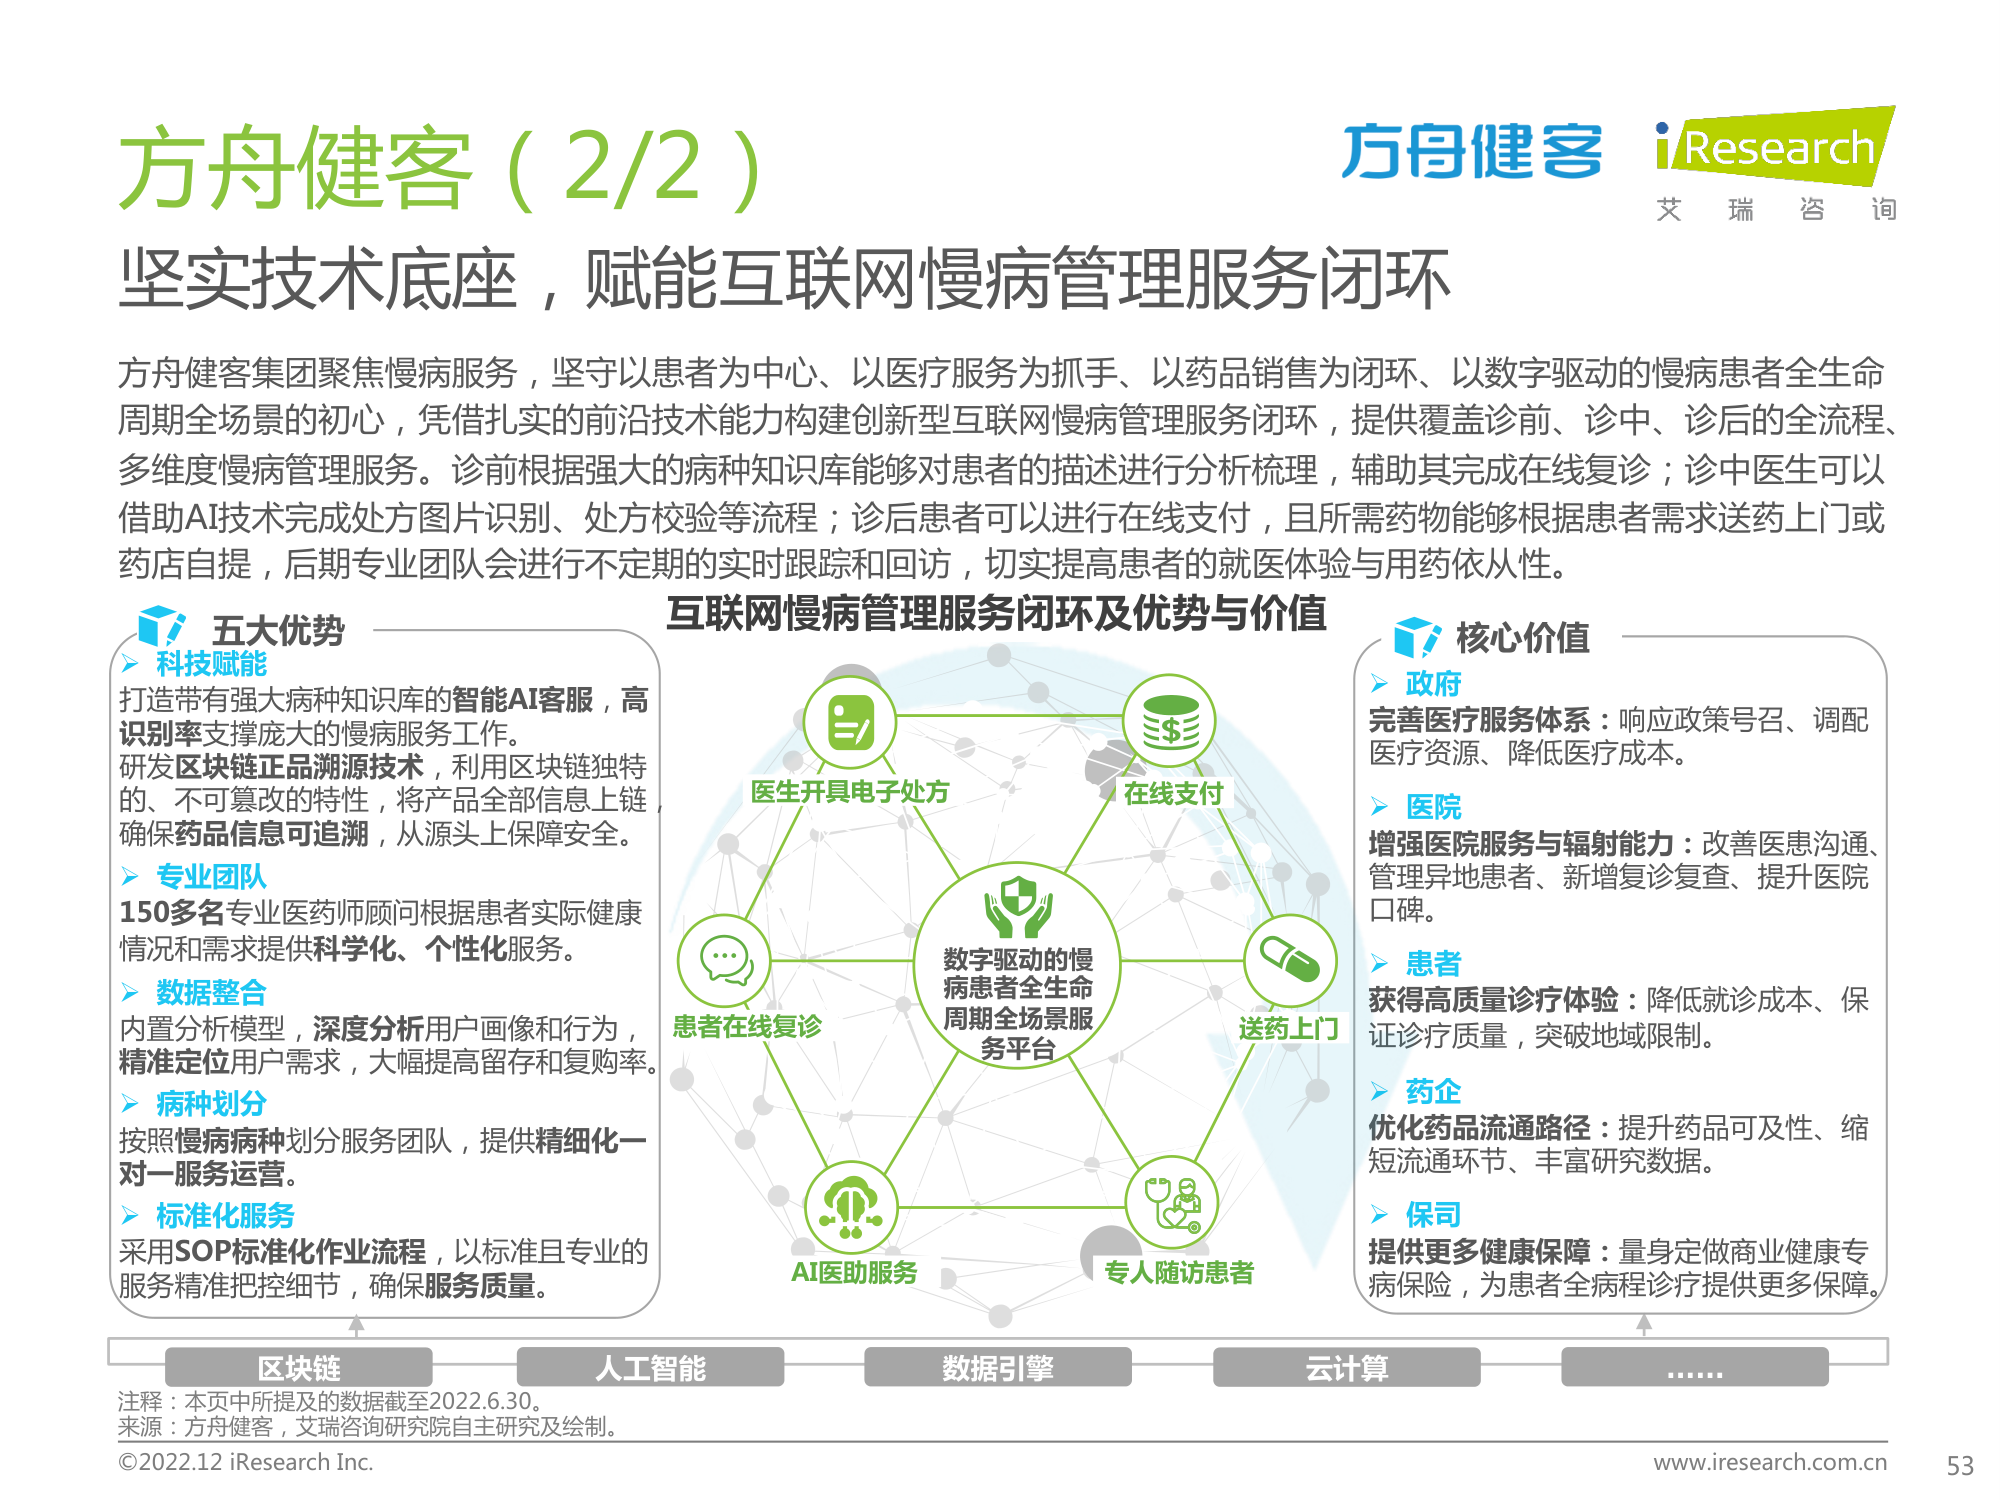 方舟健客（2/2）
方舟健客
iResearch
艾瑞咨询
坚实技术底座，赋能互联网慢病管理服务闭环
方舟健客集团聚焦慢病服务，坚守以患者为中心、以医疗服务为抓手、以药品销售为闭环、以数字驱动的慢病患者全生命
周期全场景的初心，凭借扎实的前沿技术能力构建创新型互联网慢病管理服务闭环，提供覆盖诊前、诊中、诊后的全流程、
多维度慢病管理服务。诊前根据强大的病种知识库能够对患者的描述进行分析梳理，辅助其完成在线复诊；诊中医生可以
借助AI技术完成处方图片识别、处方校验等流程；诊后患者可以进行在线支付，且所需药物能够根据患者需求送药上门或
药店自提，后期专业团队会进行不定期的实时跟踪和回访，切实提高患者的就医体验与用药依从性。
互联网慢病管理服务闭环及优势与价值
五大优势
➢ 科技赋能
打造带有强大病种知识库的智能AI客服，高
识别率支撑庞大的慢病服务工作。
研发区块链正品溯源技术，利用区块链独特
的、不可篡改的特性，将产品全部信息上链，
确保药品信息可追溯，从源头上保障安全。
➢ 专业团队
150多名专业医药师顾问根据患者实际健康
情况和需求提供科学化、个性化服务。
➢ 数据整合
内置分析模型，深度分析用户画像和行为，
精准定位用户需求，大幅提高留存和复购率。
➢ 病种划分
按照慢病病种划分服务团队，提供精细化一
对一服务运营。
➢ 标准化服务
采用SOP标准化作业流程，以标准且专业的
服务精准把控细节，确保服务质量。
医生开具电子处方
在线支付
患者在线复诊
数字驱动的慢
病患者全生命
周期全场景服
务平台
送药上门
AI医助服务
专人随访患者
核心价值
➢ 政府
完善医疗服务体系：响应政策号召、调配
医疗资源、降低医疗成本。
➢ 医院
增强医院服务与辐射能力：改善医患沟通、
管理异地患者、新增复诊复查、提升医院
口碑。
➢ 患者
获得高质量诊疗体验：降低就诊成本、保
证诊疗质量，突破地域限制。
➢ 药企
优化药品流通路径：提升药品可及性、缩
短流通环节、丰富研究数据。
➢ 保司
提供更多健康保障：量身定做商业健康专
病保险，为患者全病程诊疗提供更多保障。
区块链
人工智能
数据引擎
云计算
……
注释：本页中所提及的数据截至2022.6.30。
来源：方舟健客，艾瑞咨询研究院自主研究及绘制。
©2022.12 iResearch Inc.
www.iresearch.com.cn
53